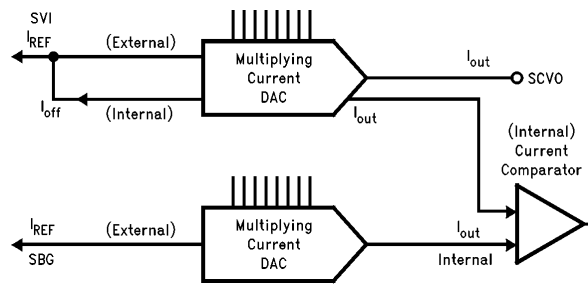 SVI
I_REF
(External)
Multiplying
Current
DAC
I_out
SCVO
I_off
(Internal)
I_out
(Internal)
Current
Comparator
I_REF
(External)
SBG
Multiplying
Current
DAC
I_out
Internal